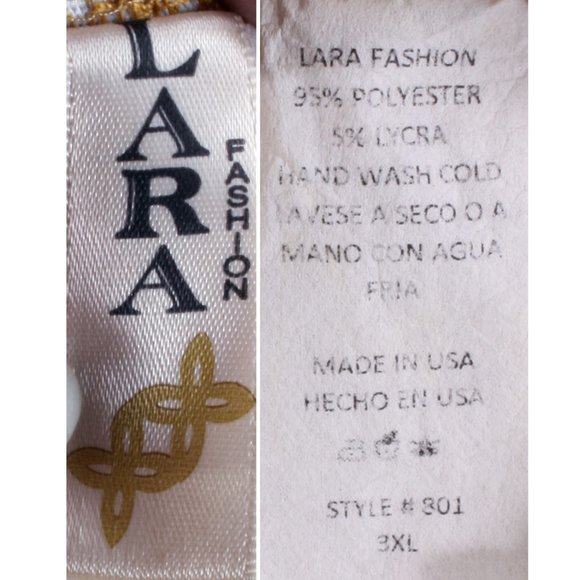 LARA
FASHION
LARA FASHION
95% POLYESTER
5% LYCRA
HAND WASH COLD
LAVESE A SECO O A
MANO CON AGUA
FRIA
MADE IN USA
HECHO EN USA
STYLE # 801
3XL